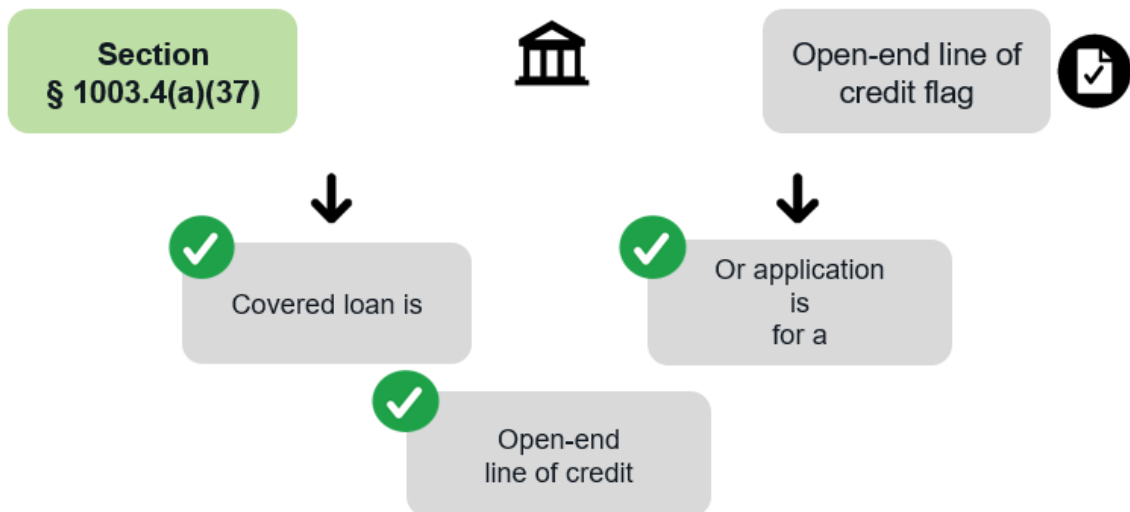 Section
§ 1003.4(a)(37)
Open-end line of
credit flag
Covered loan is
Or application
is
for a
Open-end
line of credit